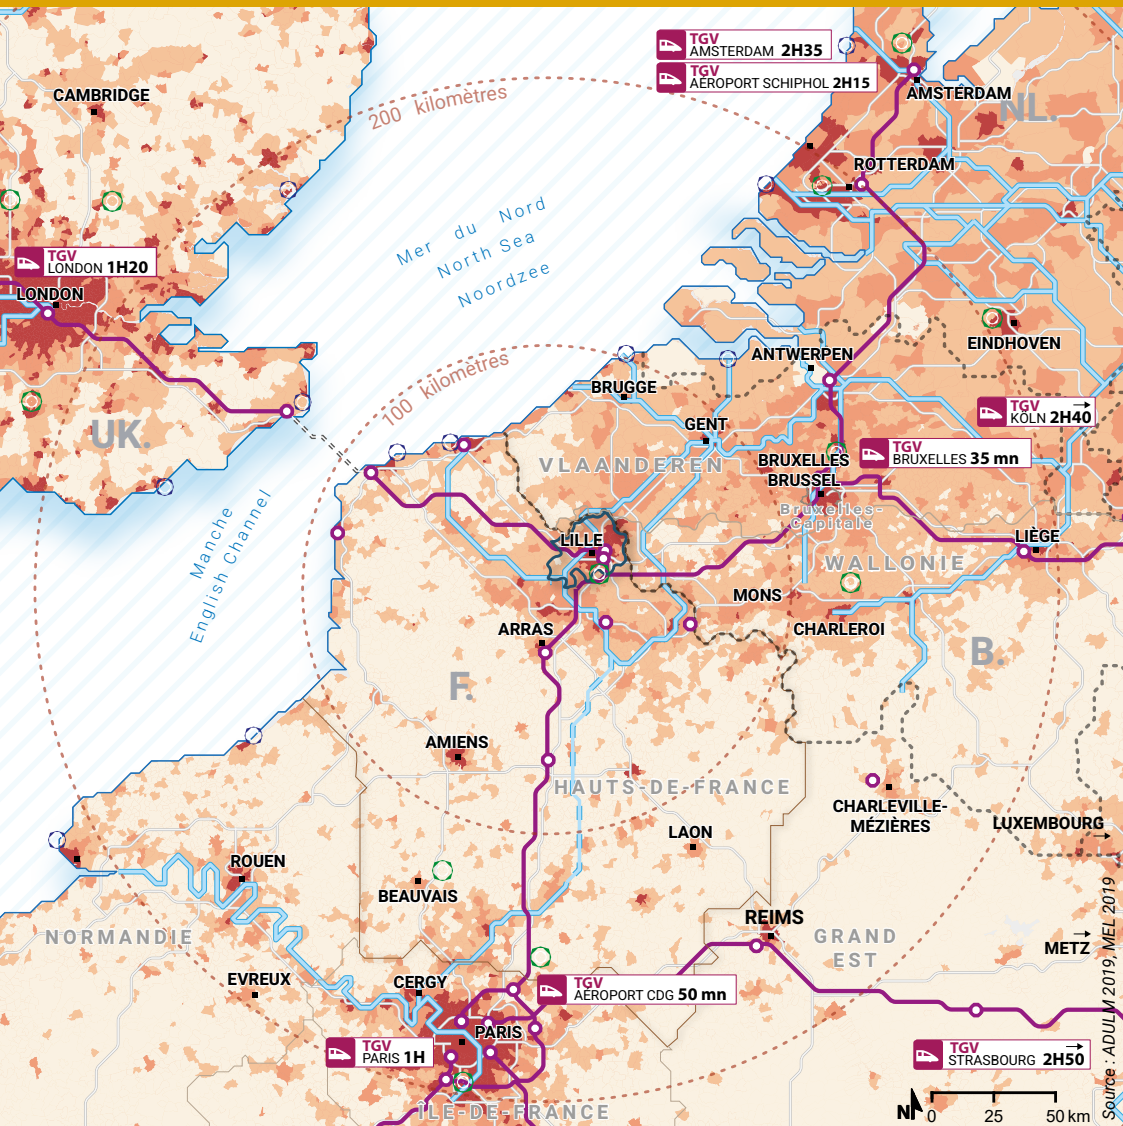 TGV
AMSTERDAM 2H35
TGV
AÉROPORT SCHIPHOL 2H15
CAMBRIDGE
200 kilomètres
AMSTERDAM
NL.
ROTTERDAM
Mer du Nord
North Sea
Noordzee
TGV
LONDON 1H20
LONDON
EINDHOVEN
ANTWERPEN
100 kilomètres
BRUGGE
TGV
KÖLN 2H40
GENT
UK.
VLAANDEREN
BRUXELLES
BRUSSEL
TGV
BRUXELLES 35 mn
Bruxelles-
Capitale
Manche
English Channel
LILLE
LIÈGE
WALLONIE
MONS
ARRAS
CHARLEROI
B.
F.
AMIENS
HAUTS-DE-FRANCE
CHARLEVILLE-
MÉZIÈRES
LUXEMBOURG
LAON
ROUEN
BEAUVAIS
REIMS
NORMANDIE
GRAND
EST
METZ
EVREUX
CERGY
TGV
AÉROPORT CDG 50 mn
PARIS
TGV
PARIS 1H
TGV
STRASBOURG 2H50
ÎLE-DE-FRANCE
N
0 25 50 km
Source : ADULM 2019, MEL 2019